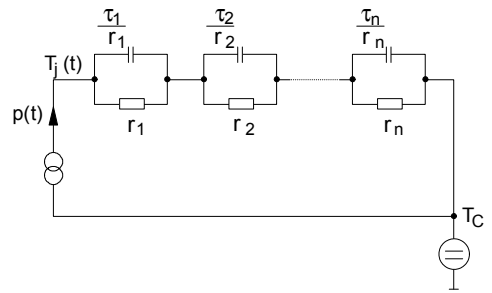 τ1/r1 τ2/r2 τn/rn
Tj (t)
p(t) r1 r2 rn
TC